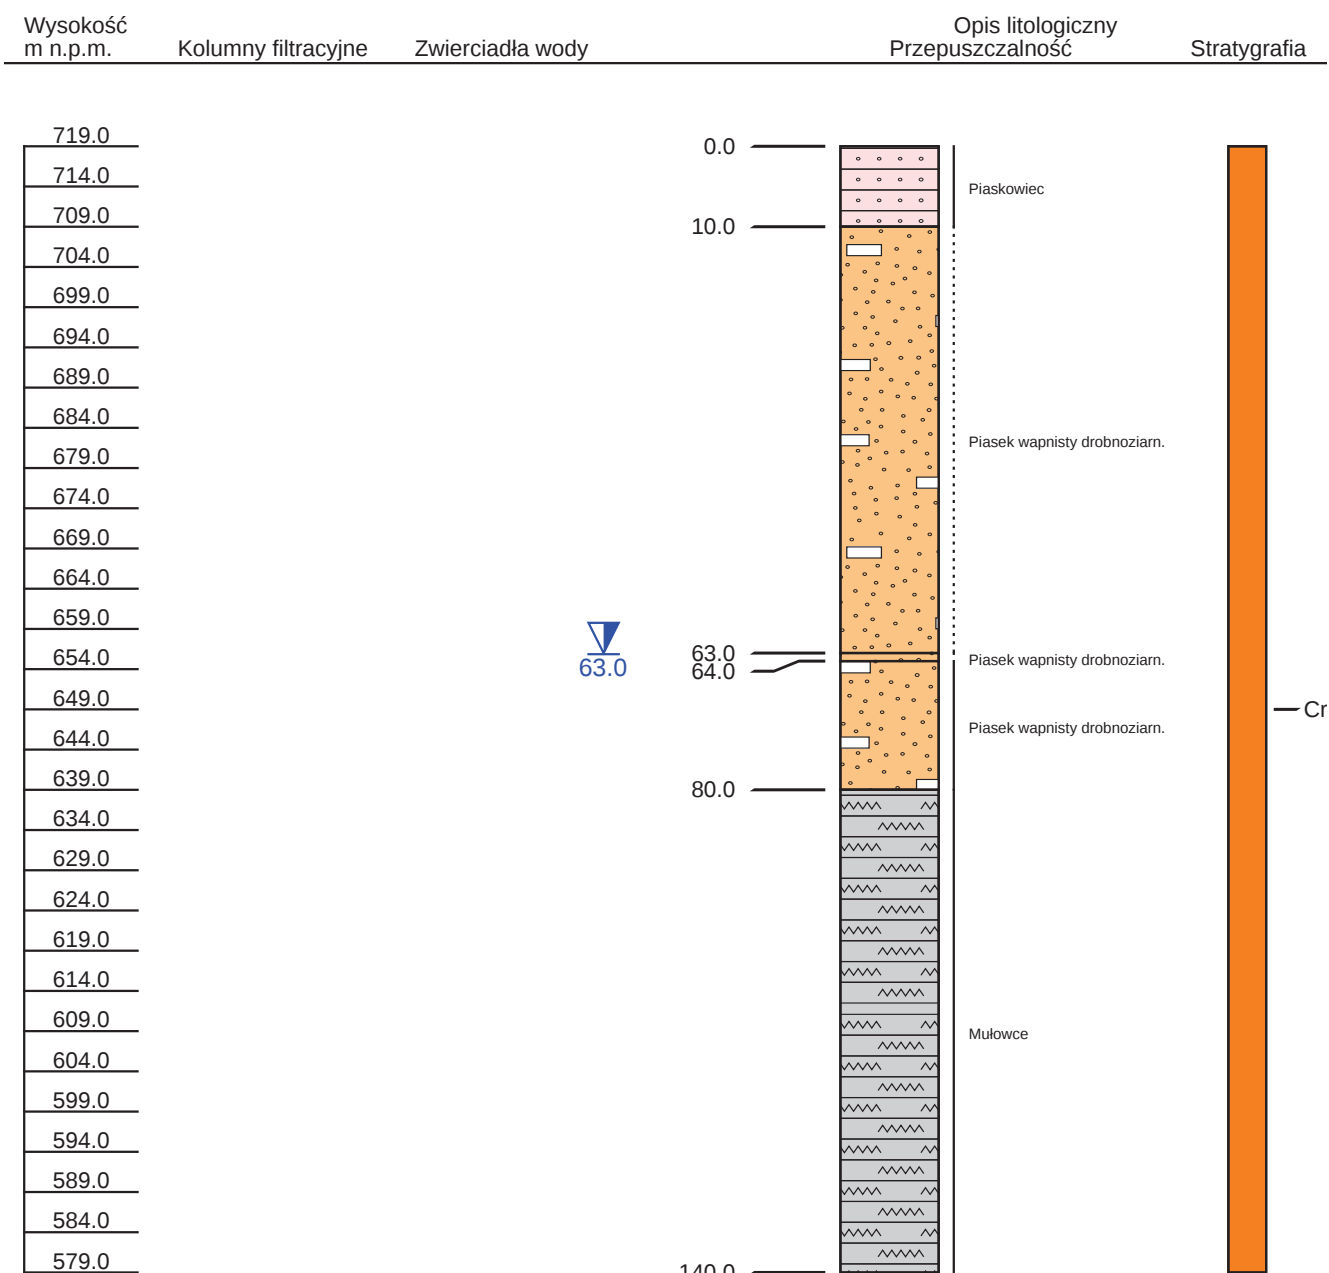 Wysokość
m n.p.m.
Kolumny filtracyjne
Zwierciadła wody
Opis litologiczny
Przepuszczalność
Stratygrafia
719.0
0.0
714.0
Piaskowiec
709.0
10.0
704.0
699.0
694.0
689.0
684.0
Piasek wapnisty drobnoziarn.
679.0
674.0
669.0
664.0
659.0
654.0
63.0
63.0
64.0
Piasek wapnisty drobnoziarn.
649.0
Cr
644.0
Piasek wapnisty drobnoziarn.
639.0
80.0
634.0
629.0
624.0
619.0
614.0
609.0
Mułowce
604.0
599.0
594.0
589.0
584.0
579.0
140.0